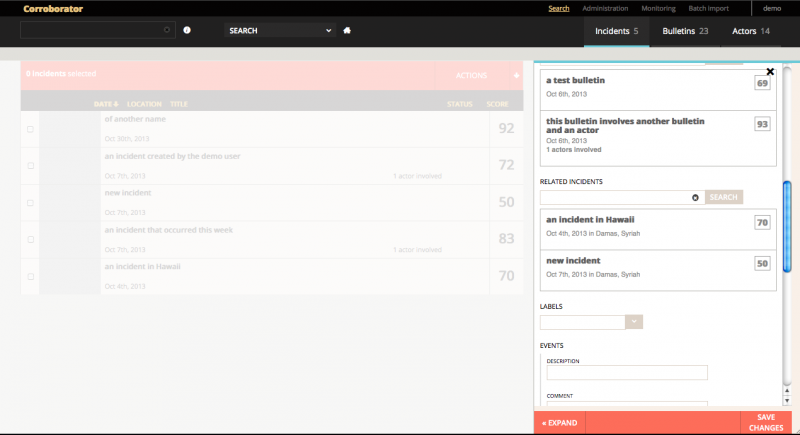 Corroborator
Search Administration Monitoring Batch Import demo
SEARCH
Incidents 5 Bulletins 23 Actors 14
incidents selected
ACTIONS
DATE LOCATION TITLE STATUS SCORE
of another name
Oct 30th, 2013
92
an incident created by the demo user
Oct 7th, 2013
1 actor involved
72
new incident
Oct 7th, 2013
50
an incident that occurred this week
Oct 7th, 2013
1 actor involved
83
an incident in Hawaii
Oct 4th, 2013
70
a test bulletin
Oct 6th, 2013
69
this bulletin involves another bulletin
and an actor
Oct 6th, 2013
1 actors involved
93
RELATED INCIDENTS
SEARCH
an incident in Hawaii
Oct 4th, 2013 in Damas, Syriah
70
new incident
Oct 7th, 2013 in Damas, Syriah
50
LABELS
EVENTS
DESCRIPTION
COMMENT
« EXPAND
SAVE
CHANGES